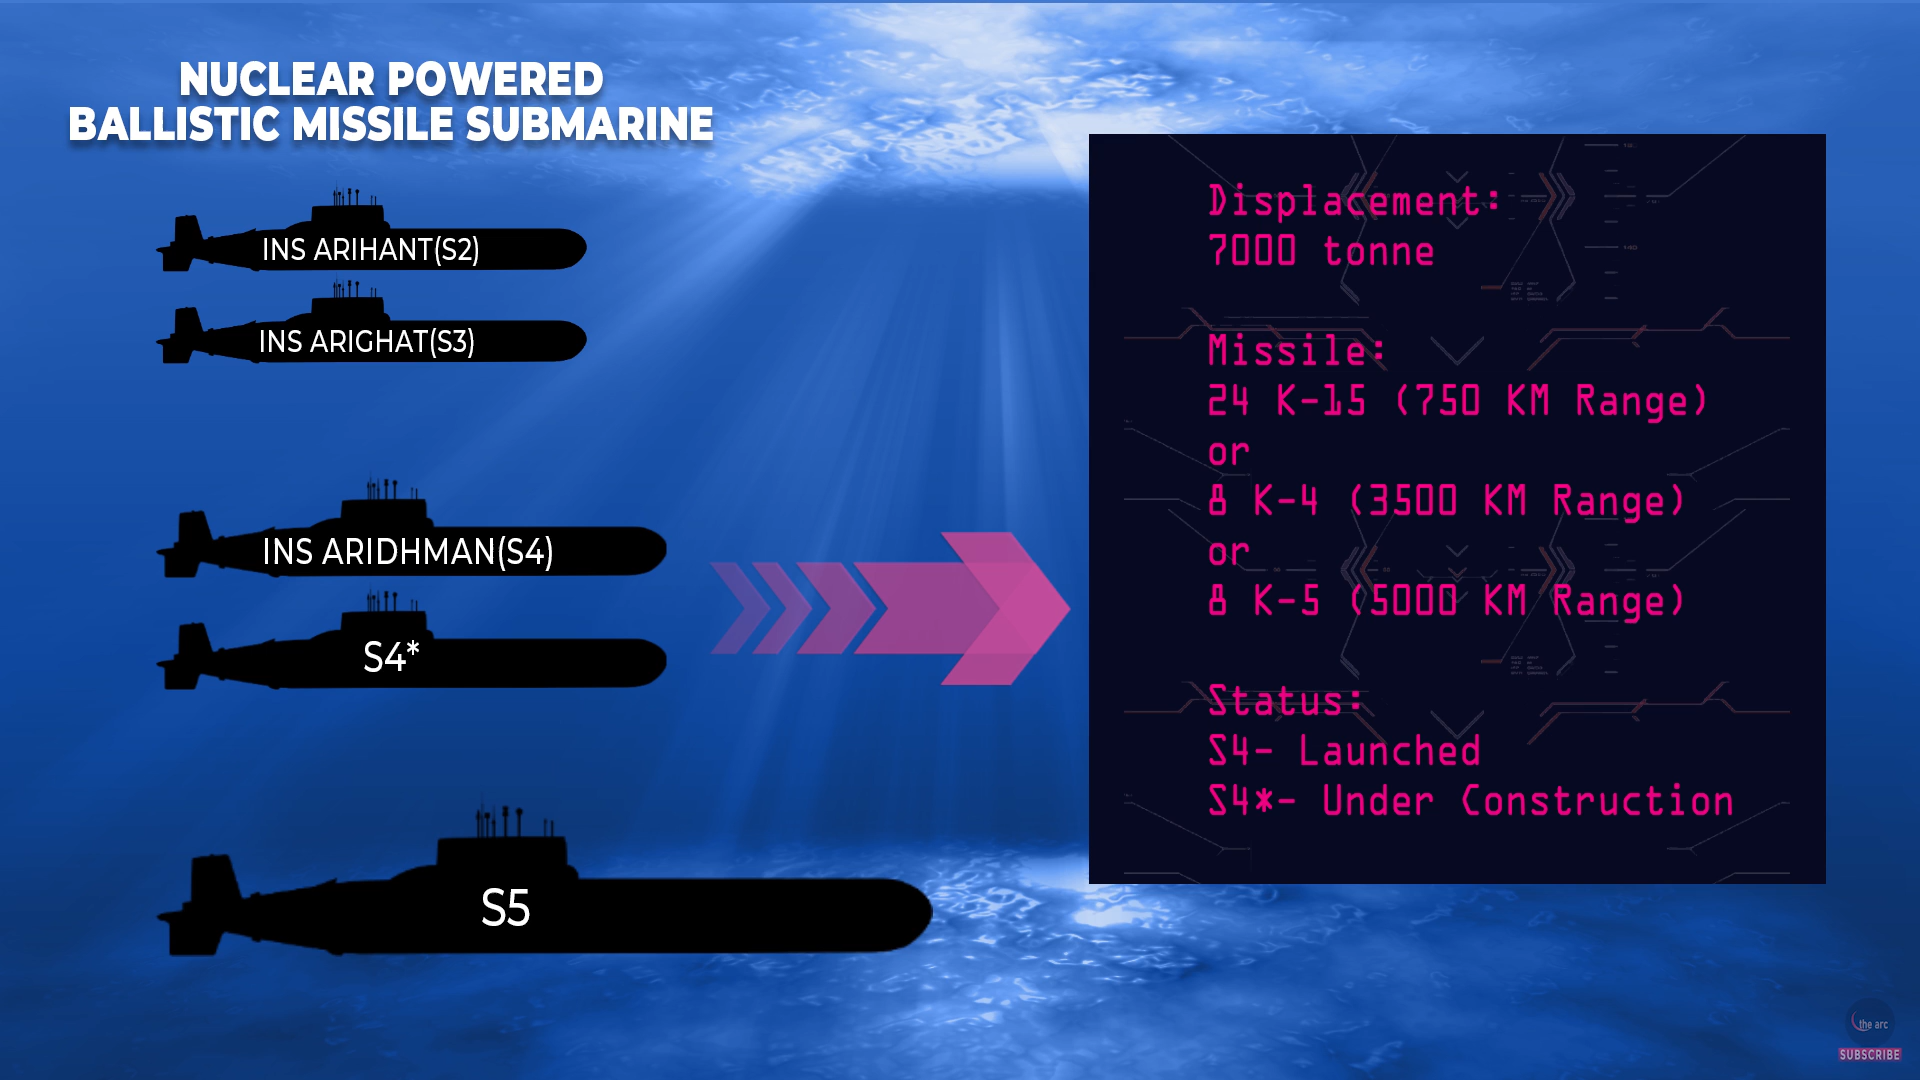 NUCLEAR POWERED
BALLISTIC MISSILE SUBMARINE
INS ARIHANT(S2)
INS ARIGHAT(S3)
INS ARIDHMAN(S4)
S4*
S5
Displacement:
7000 tonne
Missile:
24 K-15 (750 KM Range)
or
8 K-4 (3500 KM Range)
or
8 K-5 (5000 KM Range)
Status:
S4- Launched
S4*- Under Construction
the arc
SUBSCRIBE